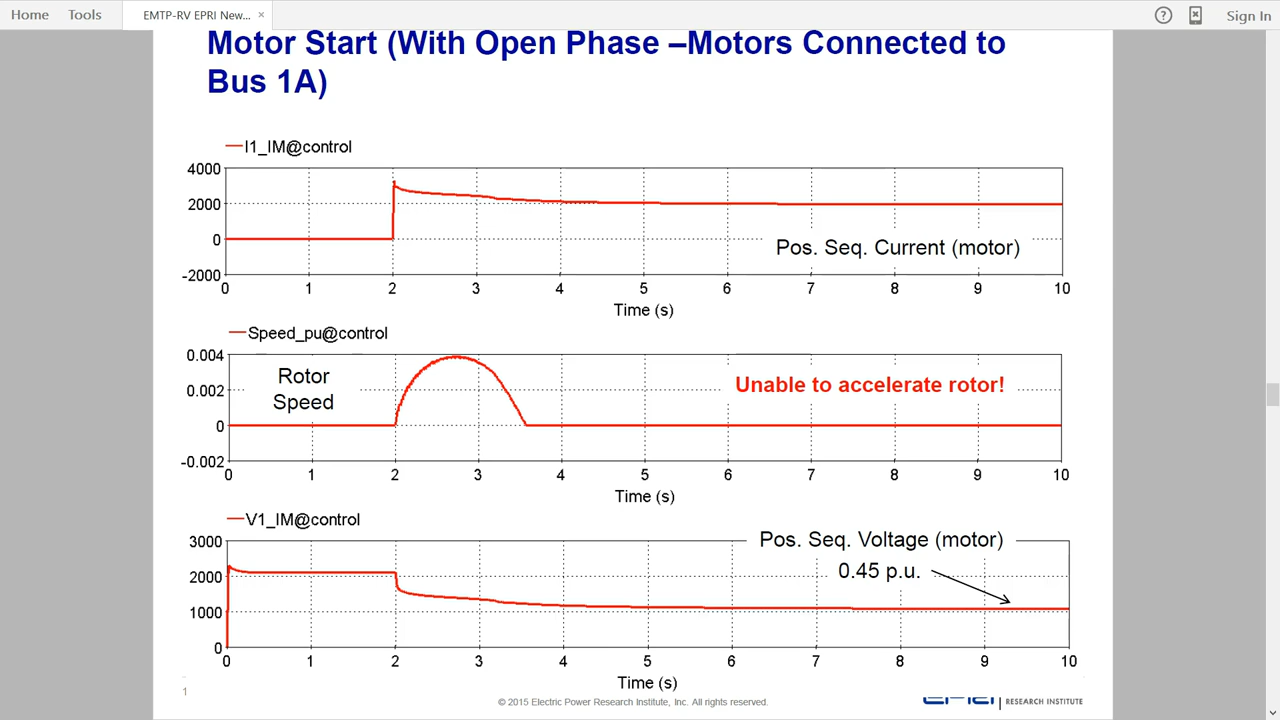 Home Tools EMTP-RV EPRI New... × Sign In
Motor Start (With Open Phase –Motors Connected to
Bus 1A)
I1_IM@control
4000
2000
0
-2000
Pos. Seq. Current (motor)
0 1 2 3 4 5 6 7 8 9 10
Time (s)
Speed_pu@control
0.004
0.002
0
-0.002
Rotor
Speed
Unable to accelerate rotor!
0 1 2 3 4 5 6 7 8 9 10
Time (s)
V1_IM@control
3000
2000
1000
0
Pos. Seq. Voltage (motor)
0.45 p.u.
0 1 2 3 4 5 6 7 8 9 10
Time (s)
1
© 2015 Electric Power Research Institute, Inc. All rights reserved.
RESEARCH INSTITUTE